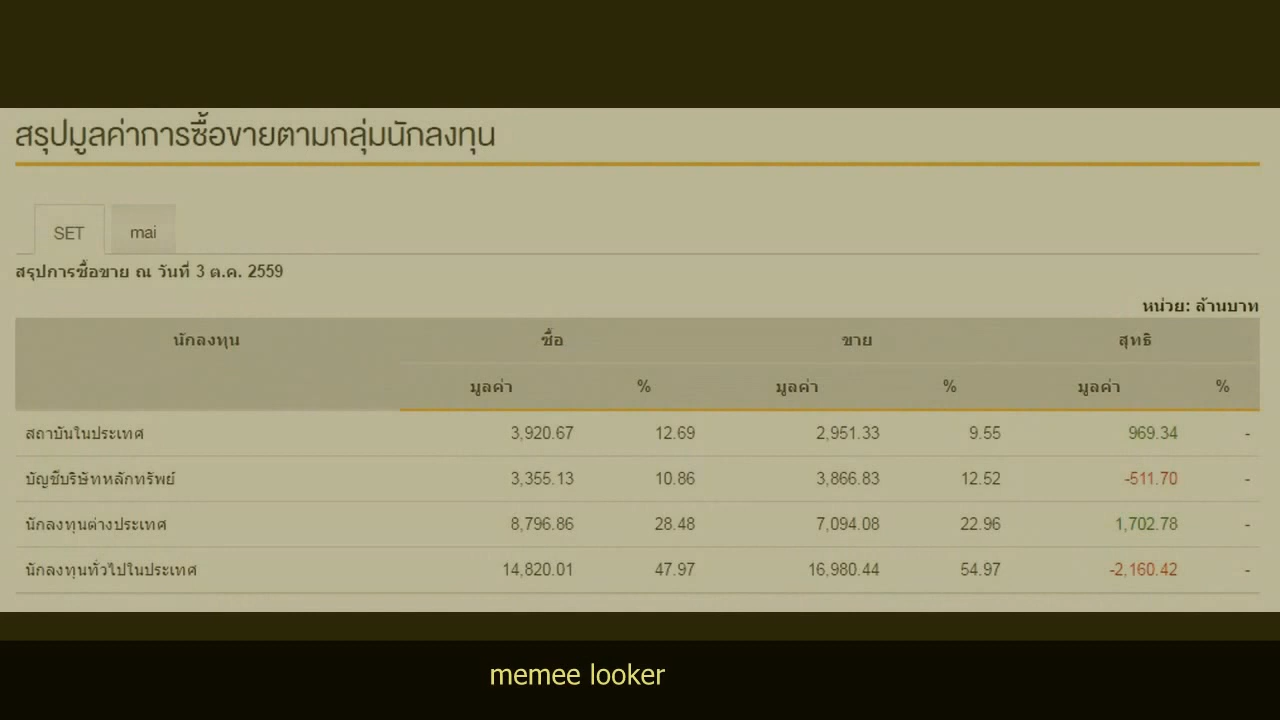 สรุปมูลค่าการซื้อขายตามกลุ่มนักลงทุน
SET mai
สรุปการซื้อขาย ณ วันที่ 3 ต.ค. 2559
หน่วย: ล้านบาท
นักลงทุน ซื้อ ขาย สุทธิ
มูลค่า % มูลค่า % มูลค่า %
สถาบันในประเทศ 3,920.67 12.69 2,951.33 9.55 969.34 -
บัญชีบริษัทหลักทรัพย์ 3,355.13 10.86 3,866.83 12.52 -511.70 -
นักลงทุนต่างประเทศ 8,796.86 28.48 7,094.08 22.96 1,702.78 -
นักลงทุนทั่วไปในประเทศ 14,820.01 47.97 16,980.44 54.97 -2,160.42 -
memee looker